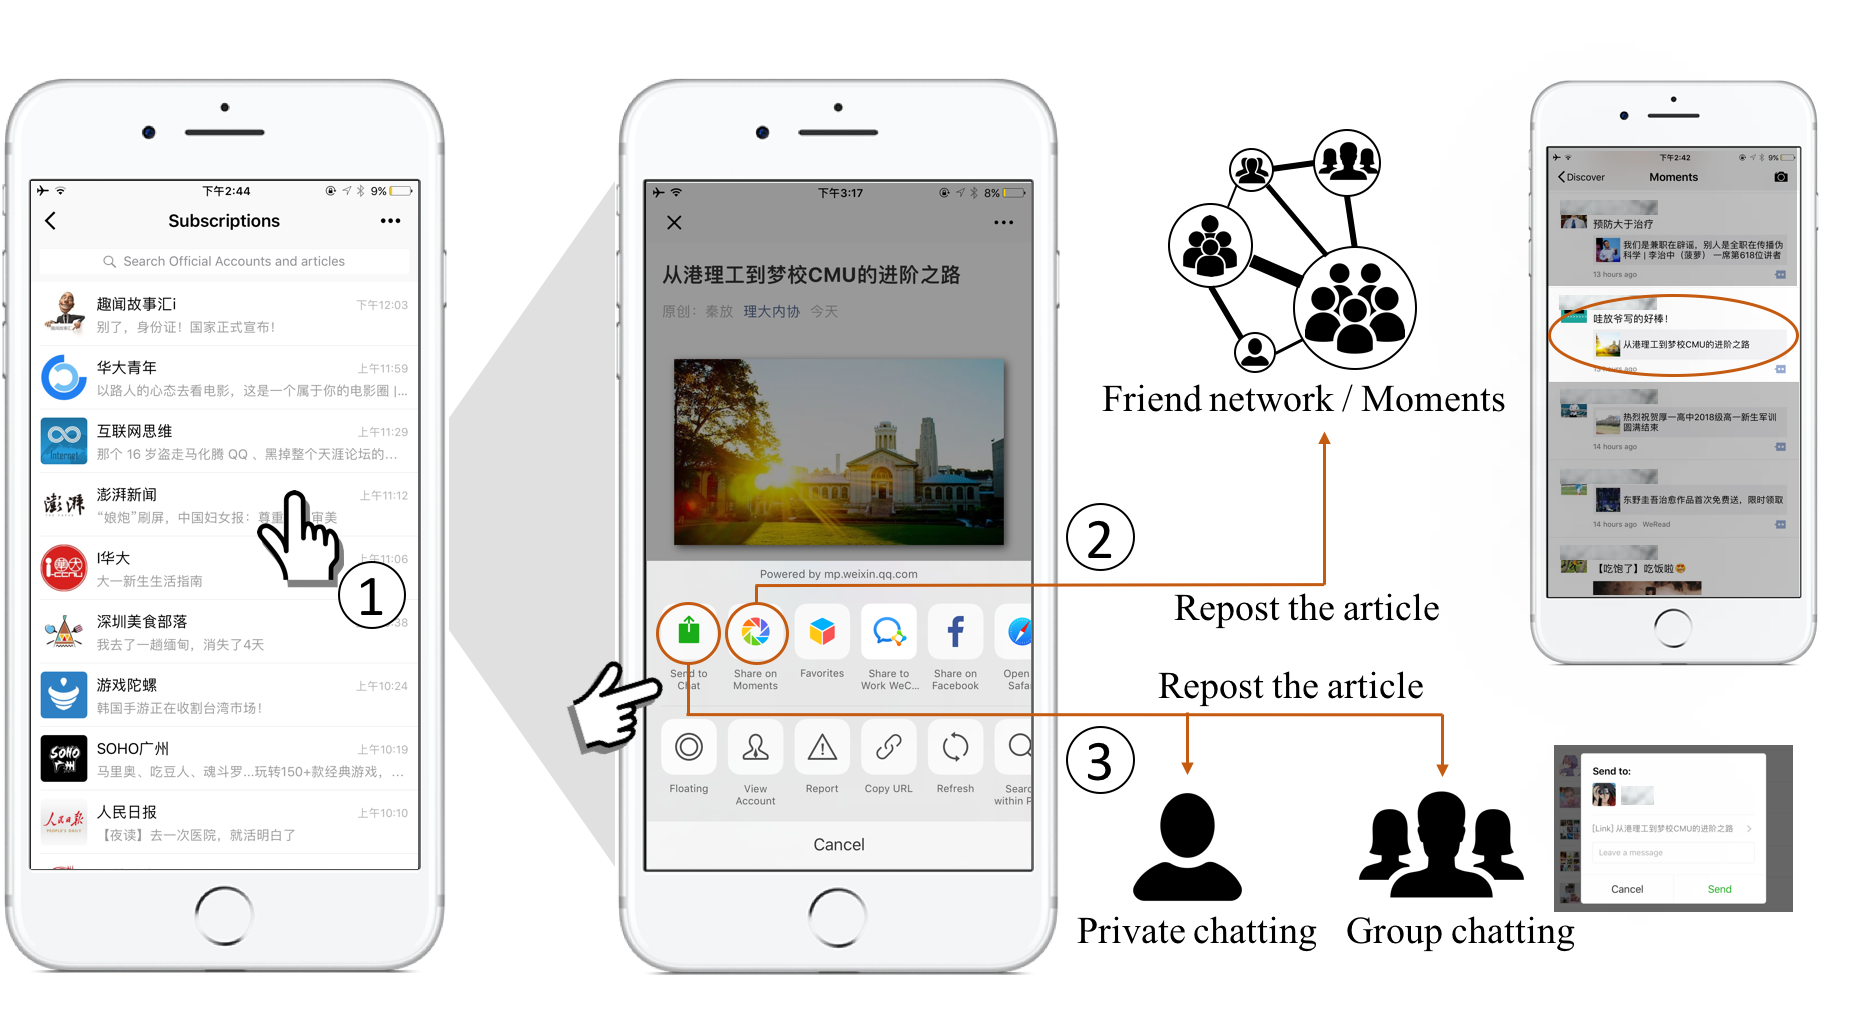 下午2:44
9%
Subscriptions
Search Official Accounts and articles
趣闻故事汇i
下午12:03
别了，身份证！国家正式宣布！
华大青年
上午11:59
以路人的心态去看电影，这是一个属于你的电影圈 |...
互联网思维
上午11:29
Internet
那个 16 岁盗走马化腾 QQ 、黑掉整个天涯论坛的...
澎湃
澎湃新闻
上午11:12
“娘炮”刷屏，中国妇女报：尊重 审美
I华大
上午11:06
大一新生生活指南
1
深圳美食部落
:38
我去了一趟缅甸，消失了4天
游戏陀螺
上午10:24
韩国手游正在收割台湾市场！
SOHO
广州
SOHO广州
上午10:19
马里奥、吃豆人、魂斗罗...玩转150+款经典游戏，...
人民日报
PEOPLE'S DAILY
人民日报
上午10:10
【夜读】去一次医院，就活明白了
下午3:17
8%
从港理工到梦校CMU的进阶之路
原创： 秦放 理大内协 今天
Powered by mp.weixin.qq.com
Send to
Chat
Share on
Moments
Favorites
Share to
Work WeC...
Share on
Facebook
Open
Safa
Floating
View
Account
Report
Copy URL
Refresh
Searc
within P
Cancel
Friend network / Moments
2
Repost the article
Repost the article
3
Private chatting
Group chatting
下午2:42
9%
Discover
Moments
预防大于治疗
我们是兼职在辟谣，别人是全职在传播伪
科学 | 李治中（菠萝） 一席第618位讲者
13 hours ago
哇放爷写的好棒！
从港理工到梦校CMU的进阶之路
13 hours ago
热烈祝贺厚一高中2018级高一新生军训
圆满结束
14 hours ago
东野圭吾治愈作品首次免费送，限时领取
14 hours ago WeRead
【吃饱了】吃饭啦
Send to:
[Link] 从港理工到梦校CMU的进阶之路
Leave a message
Cancel
Send